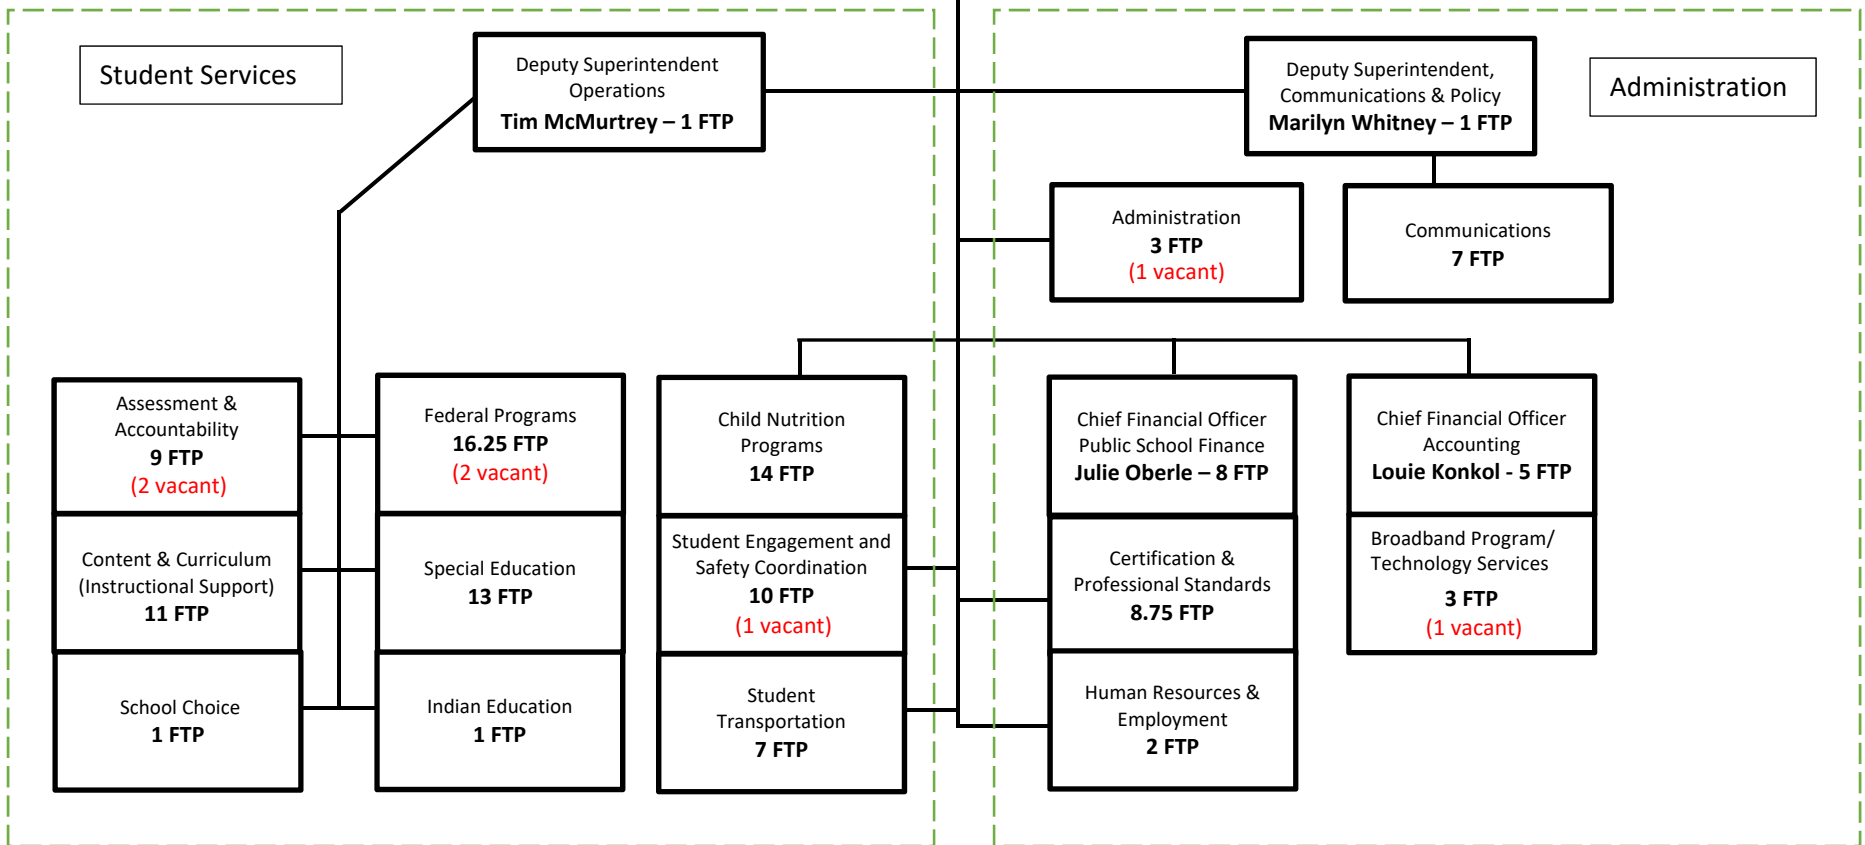 Student Services
Deputy Superintendent
Operations
Tim McMurtrey – 1 FTP
Deputy Superintendent,
Communications & Policy
Marilyn Whitney – 1 FTP
Administration
Administration
3 FTP
(1 vacant)
Communications
7 FTP
Assessment &
Accountability
9 FTP
(2 vacant)
Federal Programs
16.25 FTP
(2 vacant)
Child Nutrition
Programs
14 FTP
Chief Financial Officer
Public School Finance
Julie Oberle – 8 FTP
Chief Financial Officer
Accounting
Louie Konkol - 5 FTP
Content & Curriculum
(Instructional Support)
11 FTP
Special Education
13 FTP
Student Engagement and
Safety Coordination
10 FTP
(1 vacant)
Certification &
Professional Standards
8.75 FTP
Broadband Program/
Technology Services
3 FTP
(1 vacant)
School Choice
1 FTP
Indian Education
1 FTP
Student
Transportation
7 FTP
Human Resources &
Employment
2 FTP